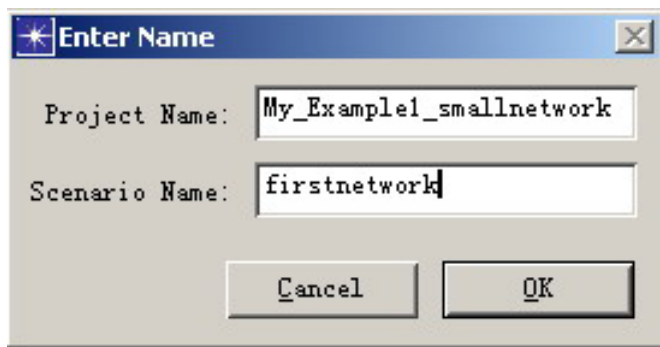 Enter Name
Project Name: My_Example1_smallnetwork
Scenario Name: firstnetwork
Cancel OK